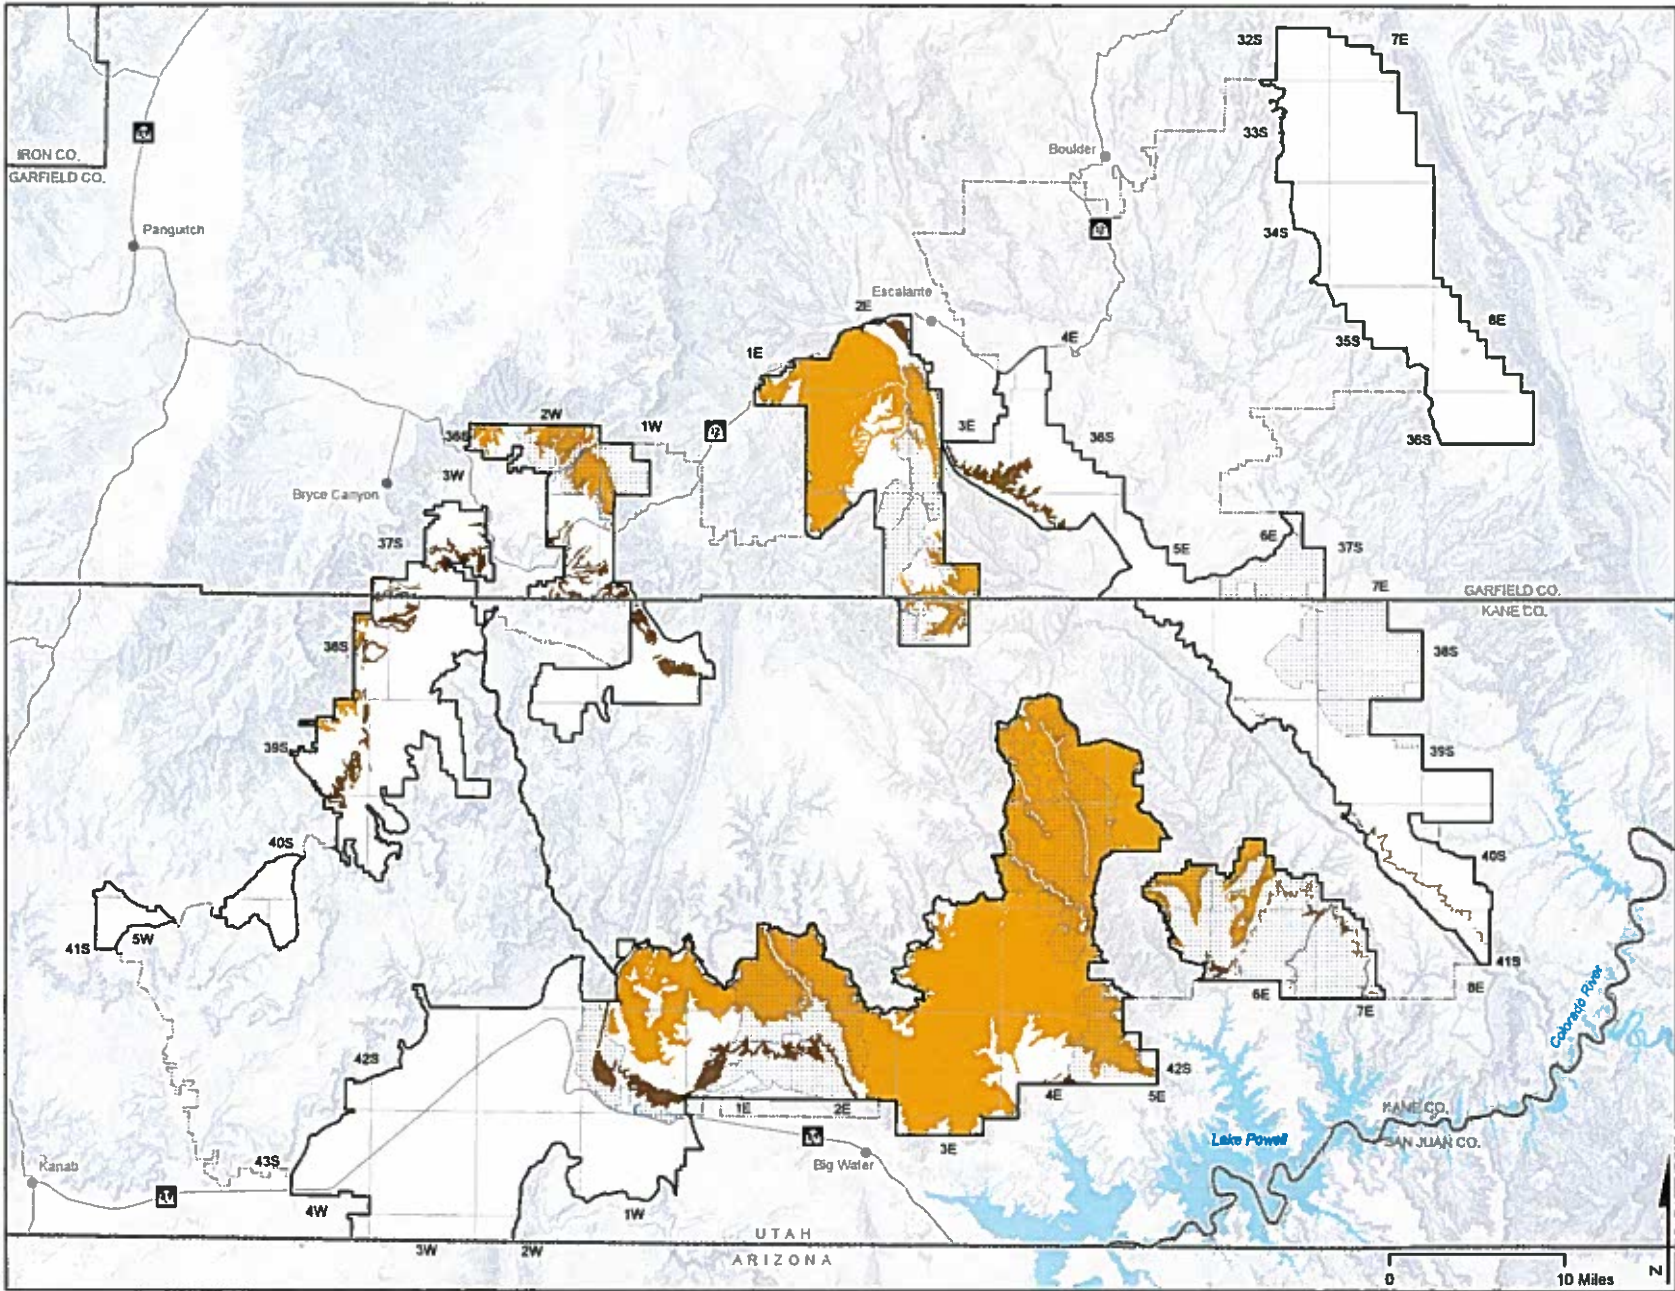 32S
7E
33S
IRON CO.
GARFIELD CO.
Boulder
Panguitch
34S
12
Escalante
2E
8E
35S
4E
1E
2W
1W
12
3E
36S
36S
36S
3W
Bryce Canyon
37S
5E
6E
37S
7E
GARFIELD CO.
KANE CO.
38S
38S
39S
39S
40S
40S
41S
5W
41S
8E
6E
7E
Colorado River
42S
42S
1E
2E
4E
5E
KANE CO.
SAN JUAN CO.
Lake Powell
3E
Big Water
43S
Kanab
4W
1W
UTAH
ARIZONA
3W
2W
0
10 Miles
N